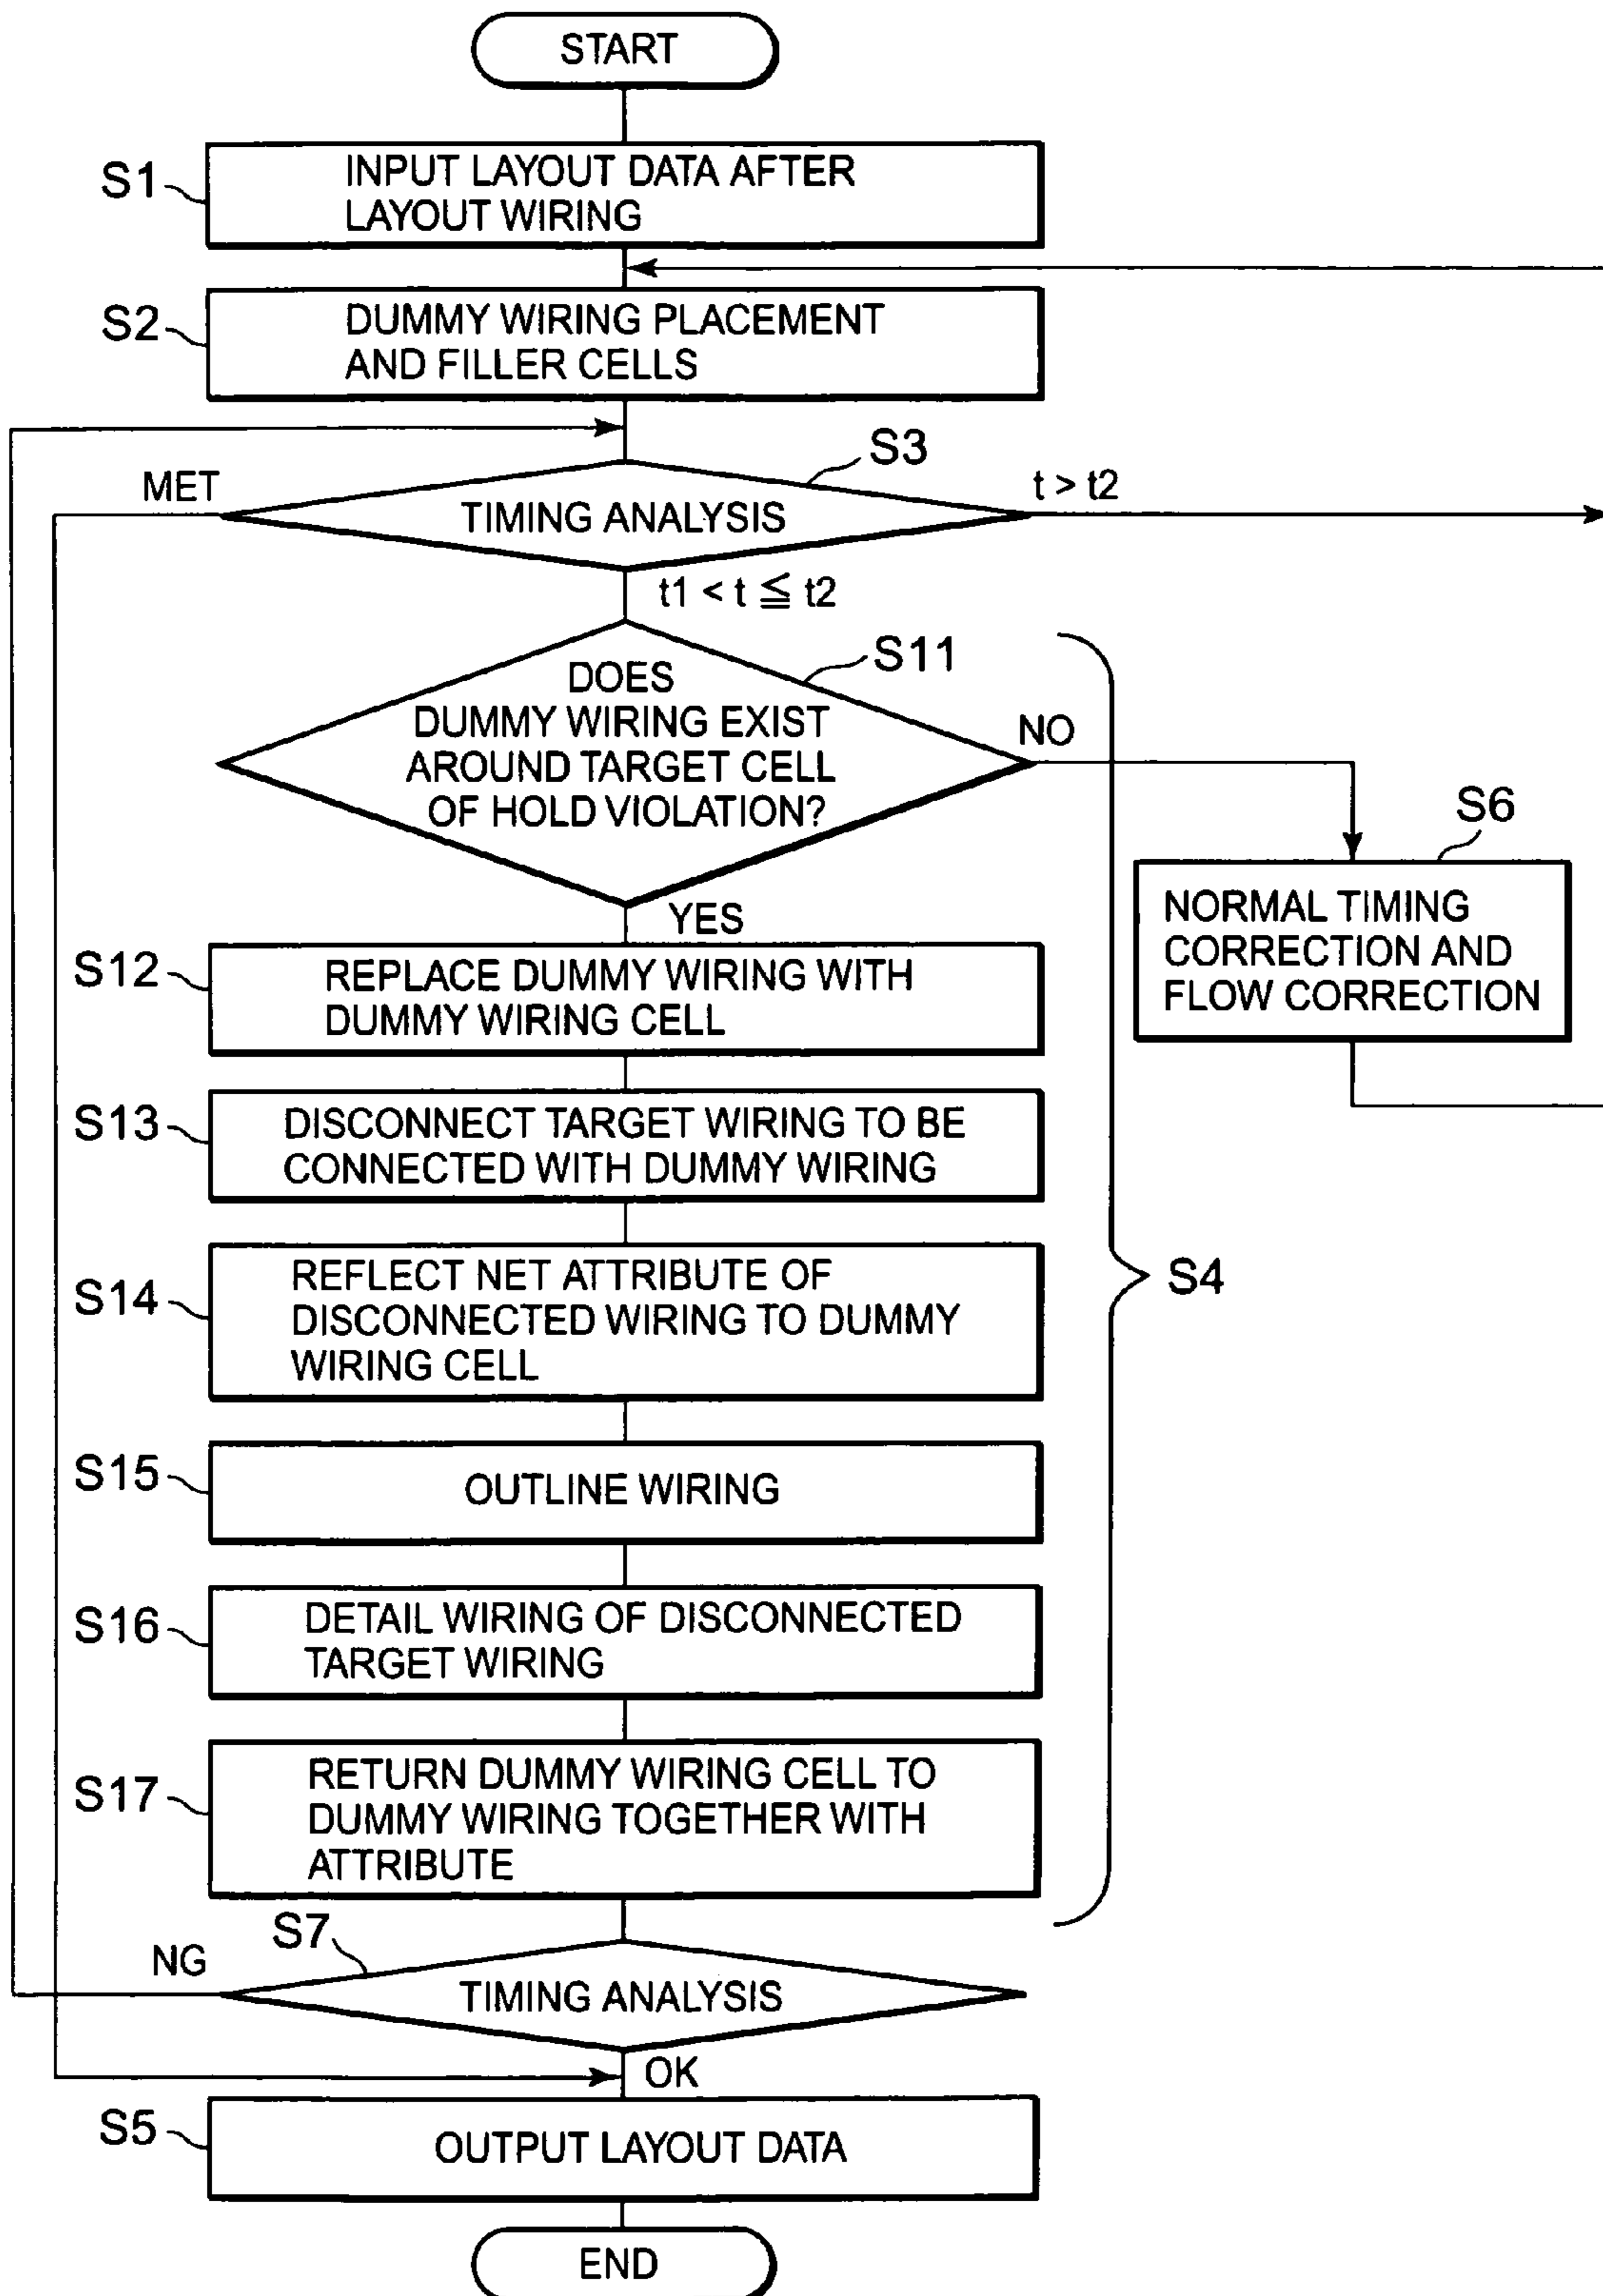 START
S1
INPUT LAYOUT DATA AFTER
LAYOUT WIRING
S2
DUMMY WIRING PLACEMENT
AND FILLER CELLS
S3
MET
TIMING ANALYSIS
t > t2
t1 < t ≦ t2
S11
DOES
DUMMY WIRING EXIST
AROUND TARGET CELL
OF HOLD VIOLATION?
NO
S6
NORMAL TIMING
CORRECTION AND
FLOW CORRECTION
YES
S12
REPLACE DUMMY WIRING WITH
DUMMY WIRING CELL
S13
DISCONNECT TARGET WIRING TO BE
CONNECTED WITH DUMMY WIRING
S14
REFLECT NET ATTRIBUTE OF
DISCONNECTED WIRING TO DUMMY
WIRING CELL
S4
S15
OUTLINE WIRING
S16
DETAIL WIRING OF DISCONNECTED
TARGET WIRING
S17
RETURN DUMMY WIRING CELL TO
DUMMY WIRING TOGETHER WITH
ATTRIBUTE
S7
NG
TIMING ANALYSIS
OK
S5
OUTPUT LAYOUT DATA
END